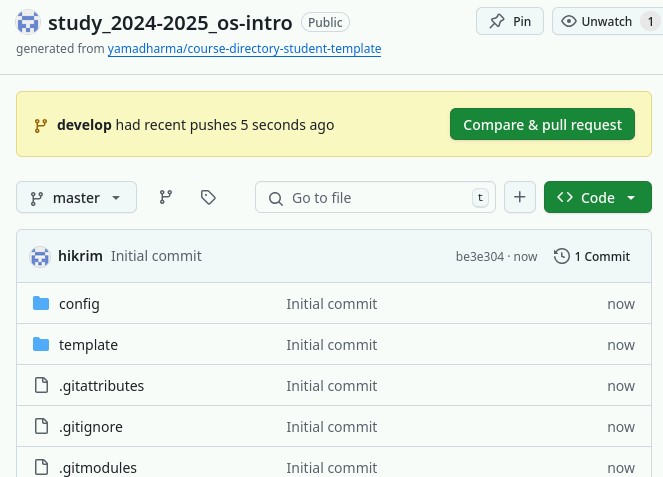 study_2024-2025_os-intro Public Pin Unwatch 1
generated from yamadharma/course-directory-student-template
develop had recent pushes 5 seconds ago Compare & pull request
master Go to file t Code
hikrim Initial commit be3e304 · now 1 Commit
config Initial commit now
template Initial commit now
.gitattributes Initial commit now
.gitignore Initial commit now
.gitmodules Initial commit now